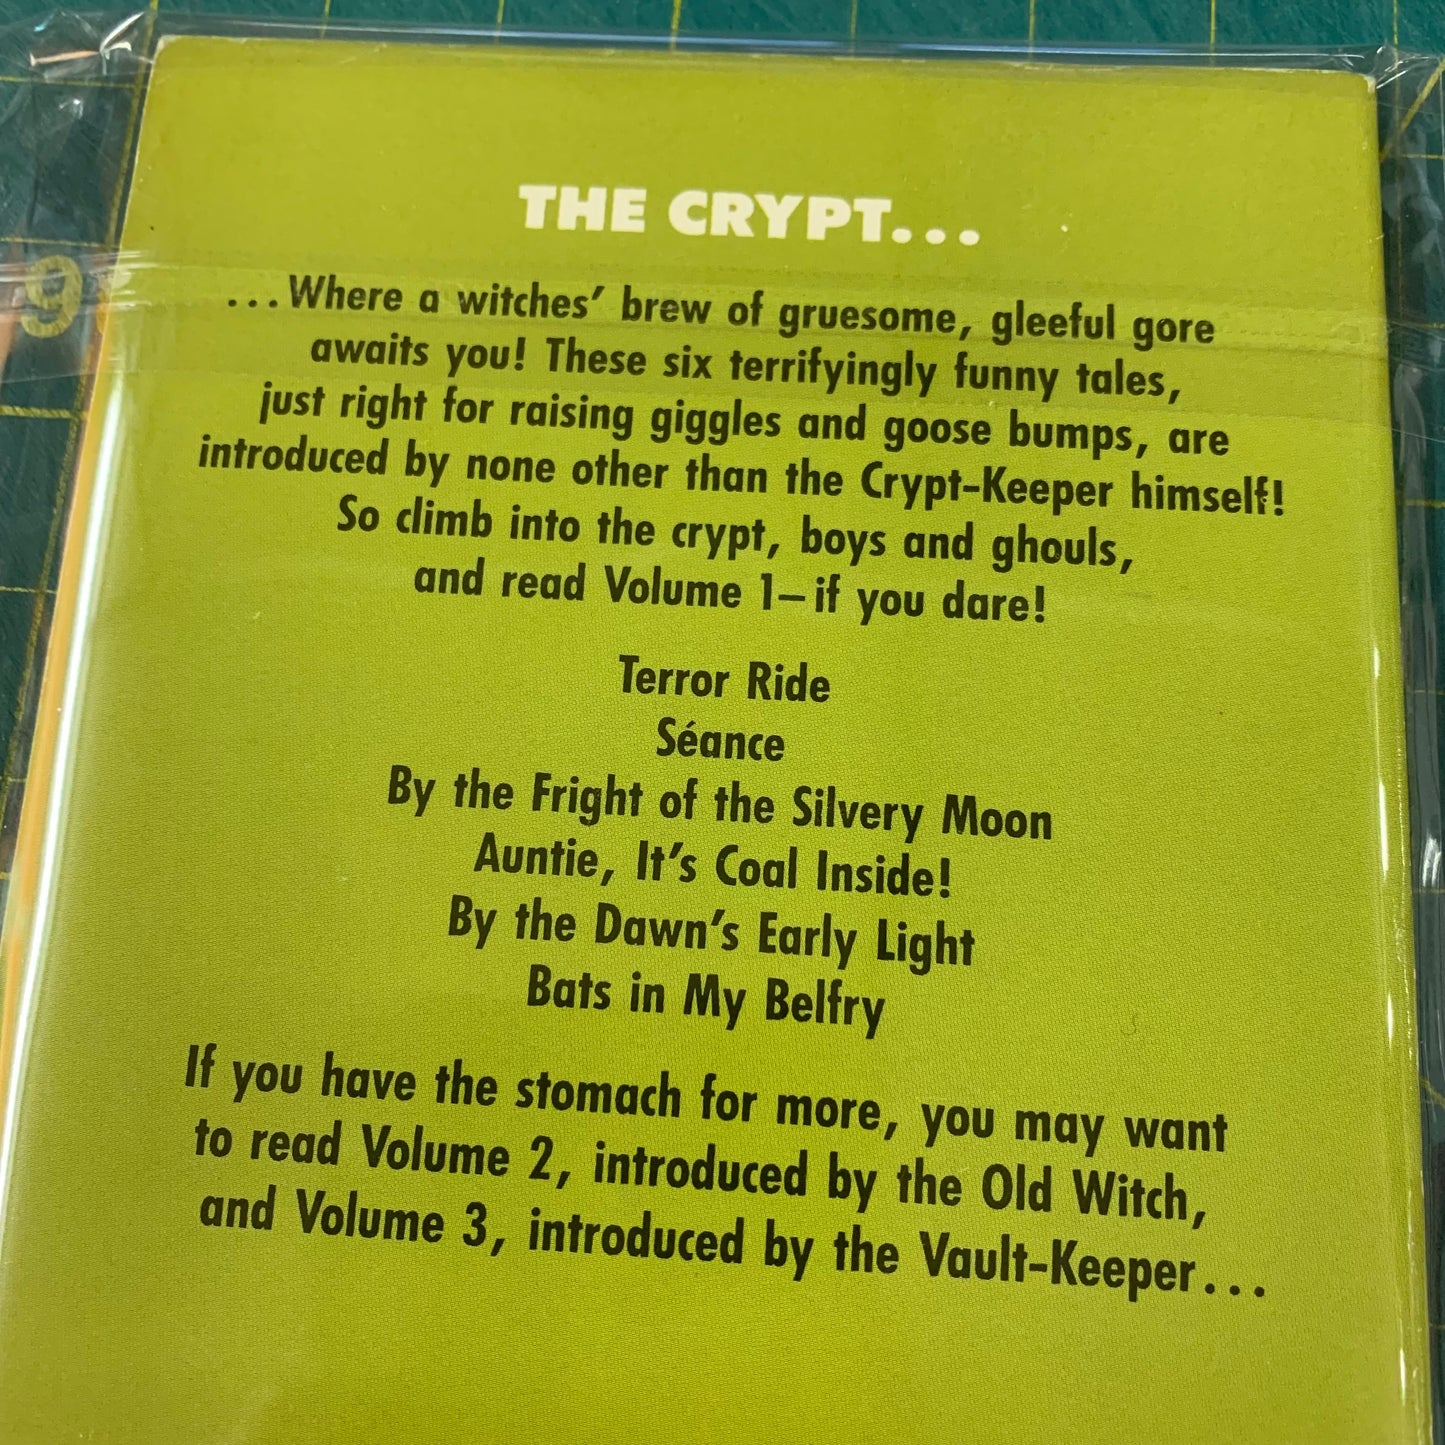 9
THE CRYPT...
...Where a witches’ brew of gruesome, gleeful gore
awaits you! These six terrifyingly funny tales,
just right for raising giggles and goose bumps, are
introduced by none other than the Crypt-Keeper himself!
So climb into the crypt, boys and ghouls,
and read Volume 1—if you dare!
Terror Ride
Séance
By the Fright of the Silvery Moon
Auntie, It’s Coal Inside!
By the Dawn’s Early Light
Bats in My Belfry
If you have the stomach for more, you may want
to read Volume 2, introduced by the Old Witch,
and Volume 3, introduced by the Vault-Keeper...